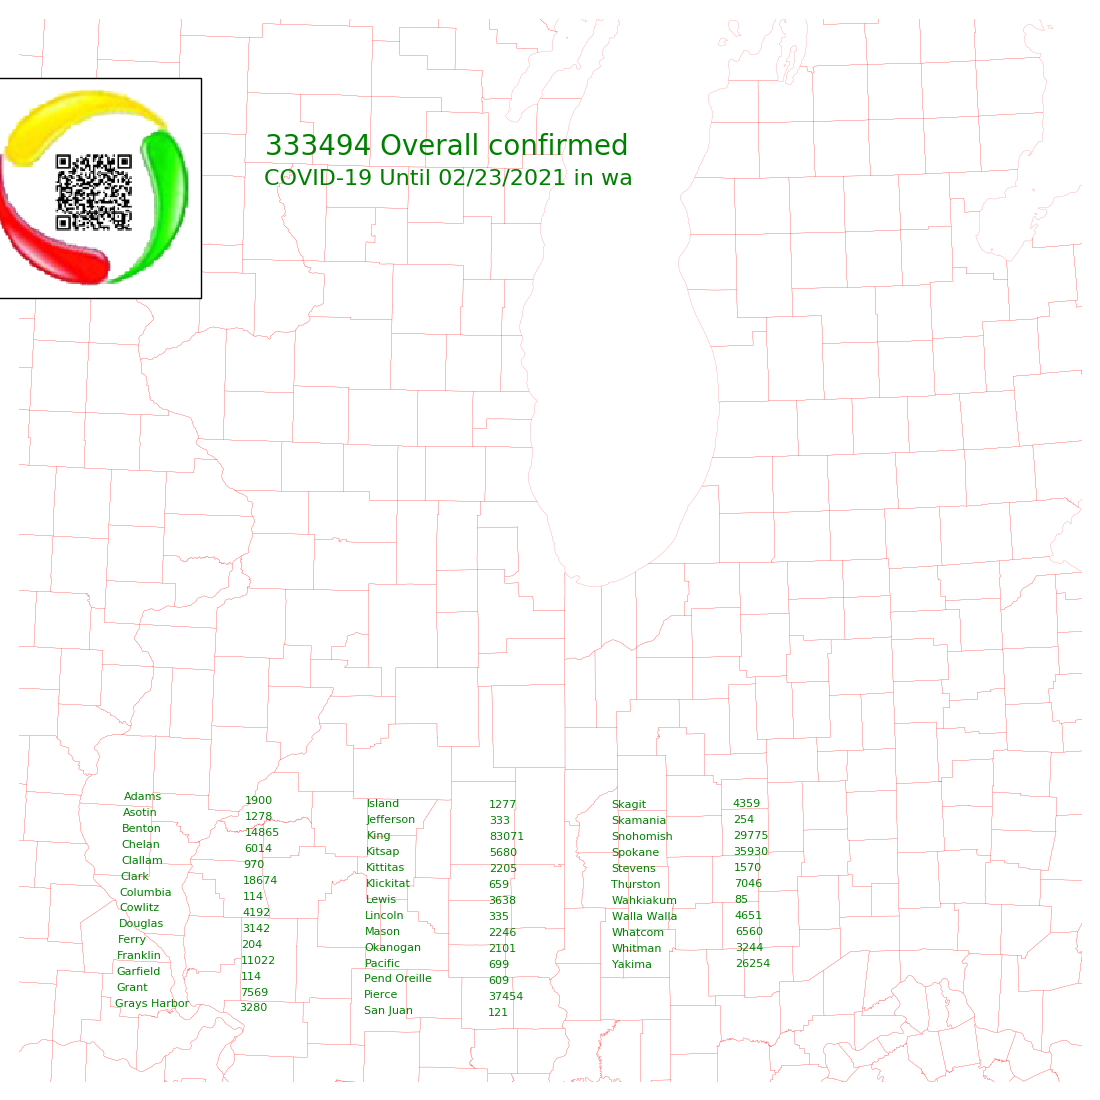 333494 Overall confirmed
COVID-19 Until 02/23/2021 in wa
Adams 1900
Asotin 1278
Benton 14865
Chelan 6014
Clallam 970
Clark 18674
Columbia 114
Cowlitz 4192
Douglas 3142
Ferry 204
Franklin 11022
Garfield 114
Grant 7569
Grays Harbor 3280
Island 1277
Jefferson 333
King 83071
Kitsap 5680
Kittitas 2205
Klickitat 659
Lewis 3638
Lincoln 335
Mason 2246
Okanogan 2101
Pacific 699
Pend Oreille 609
Pierce 37454
San Juan 121
Skagit 4359
Skamania 254
Snohomish 29775
Spokane 35930
Stevens 1570
Thurston 7046
Wahkiakum 85
Walla Walla 4651
Whatcom 6560
Whitman 3244
Yakima 26254